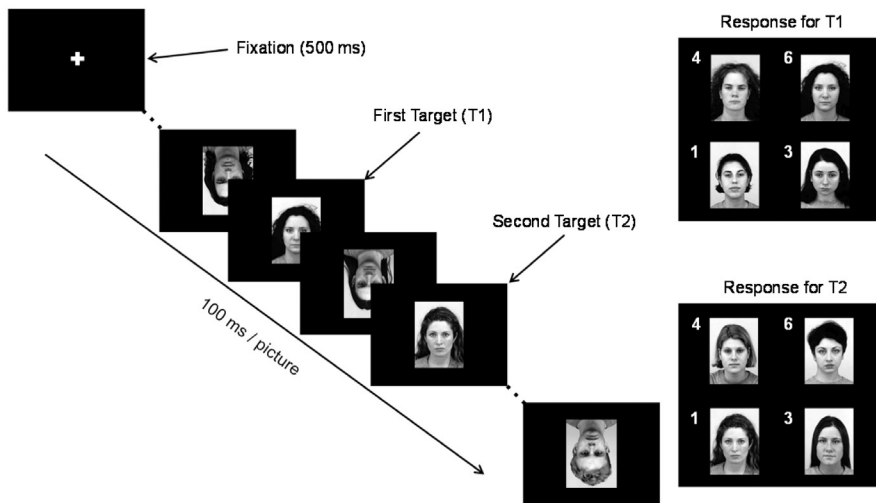 Fixation (500 ms)
First Target (T1)
Second Target (T2)
100 ms / picture
Response for T1
4 6
1 3
Response for T2
4 6
1 3